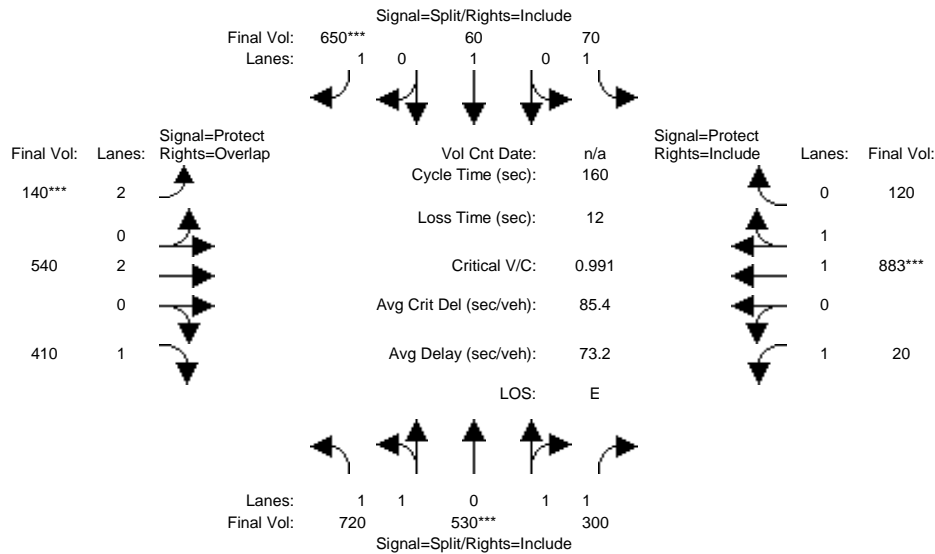 Signal=Split/Rights=Include
Final Vol: 650*** 60 70
Lanes: 1 0 1 0 1
Signal=Protect Signal=Protect
Final Vol: Lanes: Rights=Overlap Vol Cnt Date: n/a Rights=Include Lanes: Final Vol:
Cycle Time (sec): 160
140*** 2 0 120
Loss Time (sec): 12
0 1
540 2 Critical V/C: 0.991 1 883***
0 Avg Crit Del (sec/veh): 85.4 0
410 1 Avg Delay (sec/veh): 73.2 1 20
LOS: E
Lanes: 1 1 0 1 1
Final Vol: 720 530*** 300
Signal=Split/Rights=Include